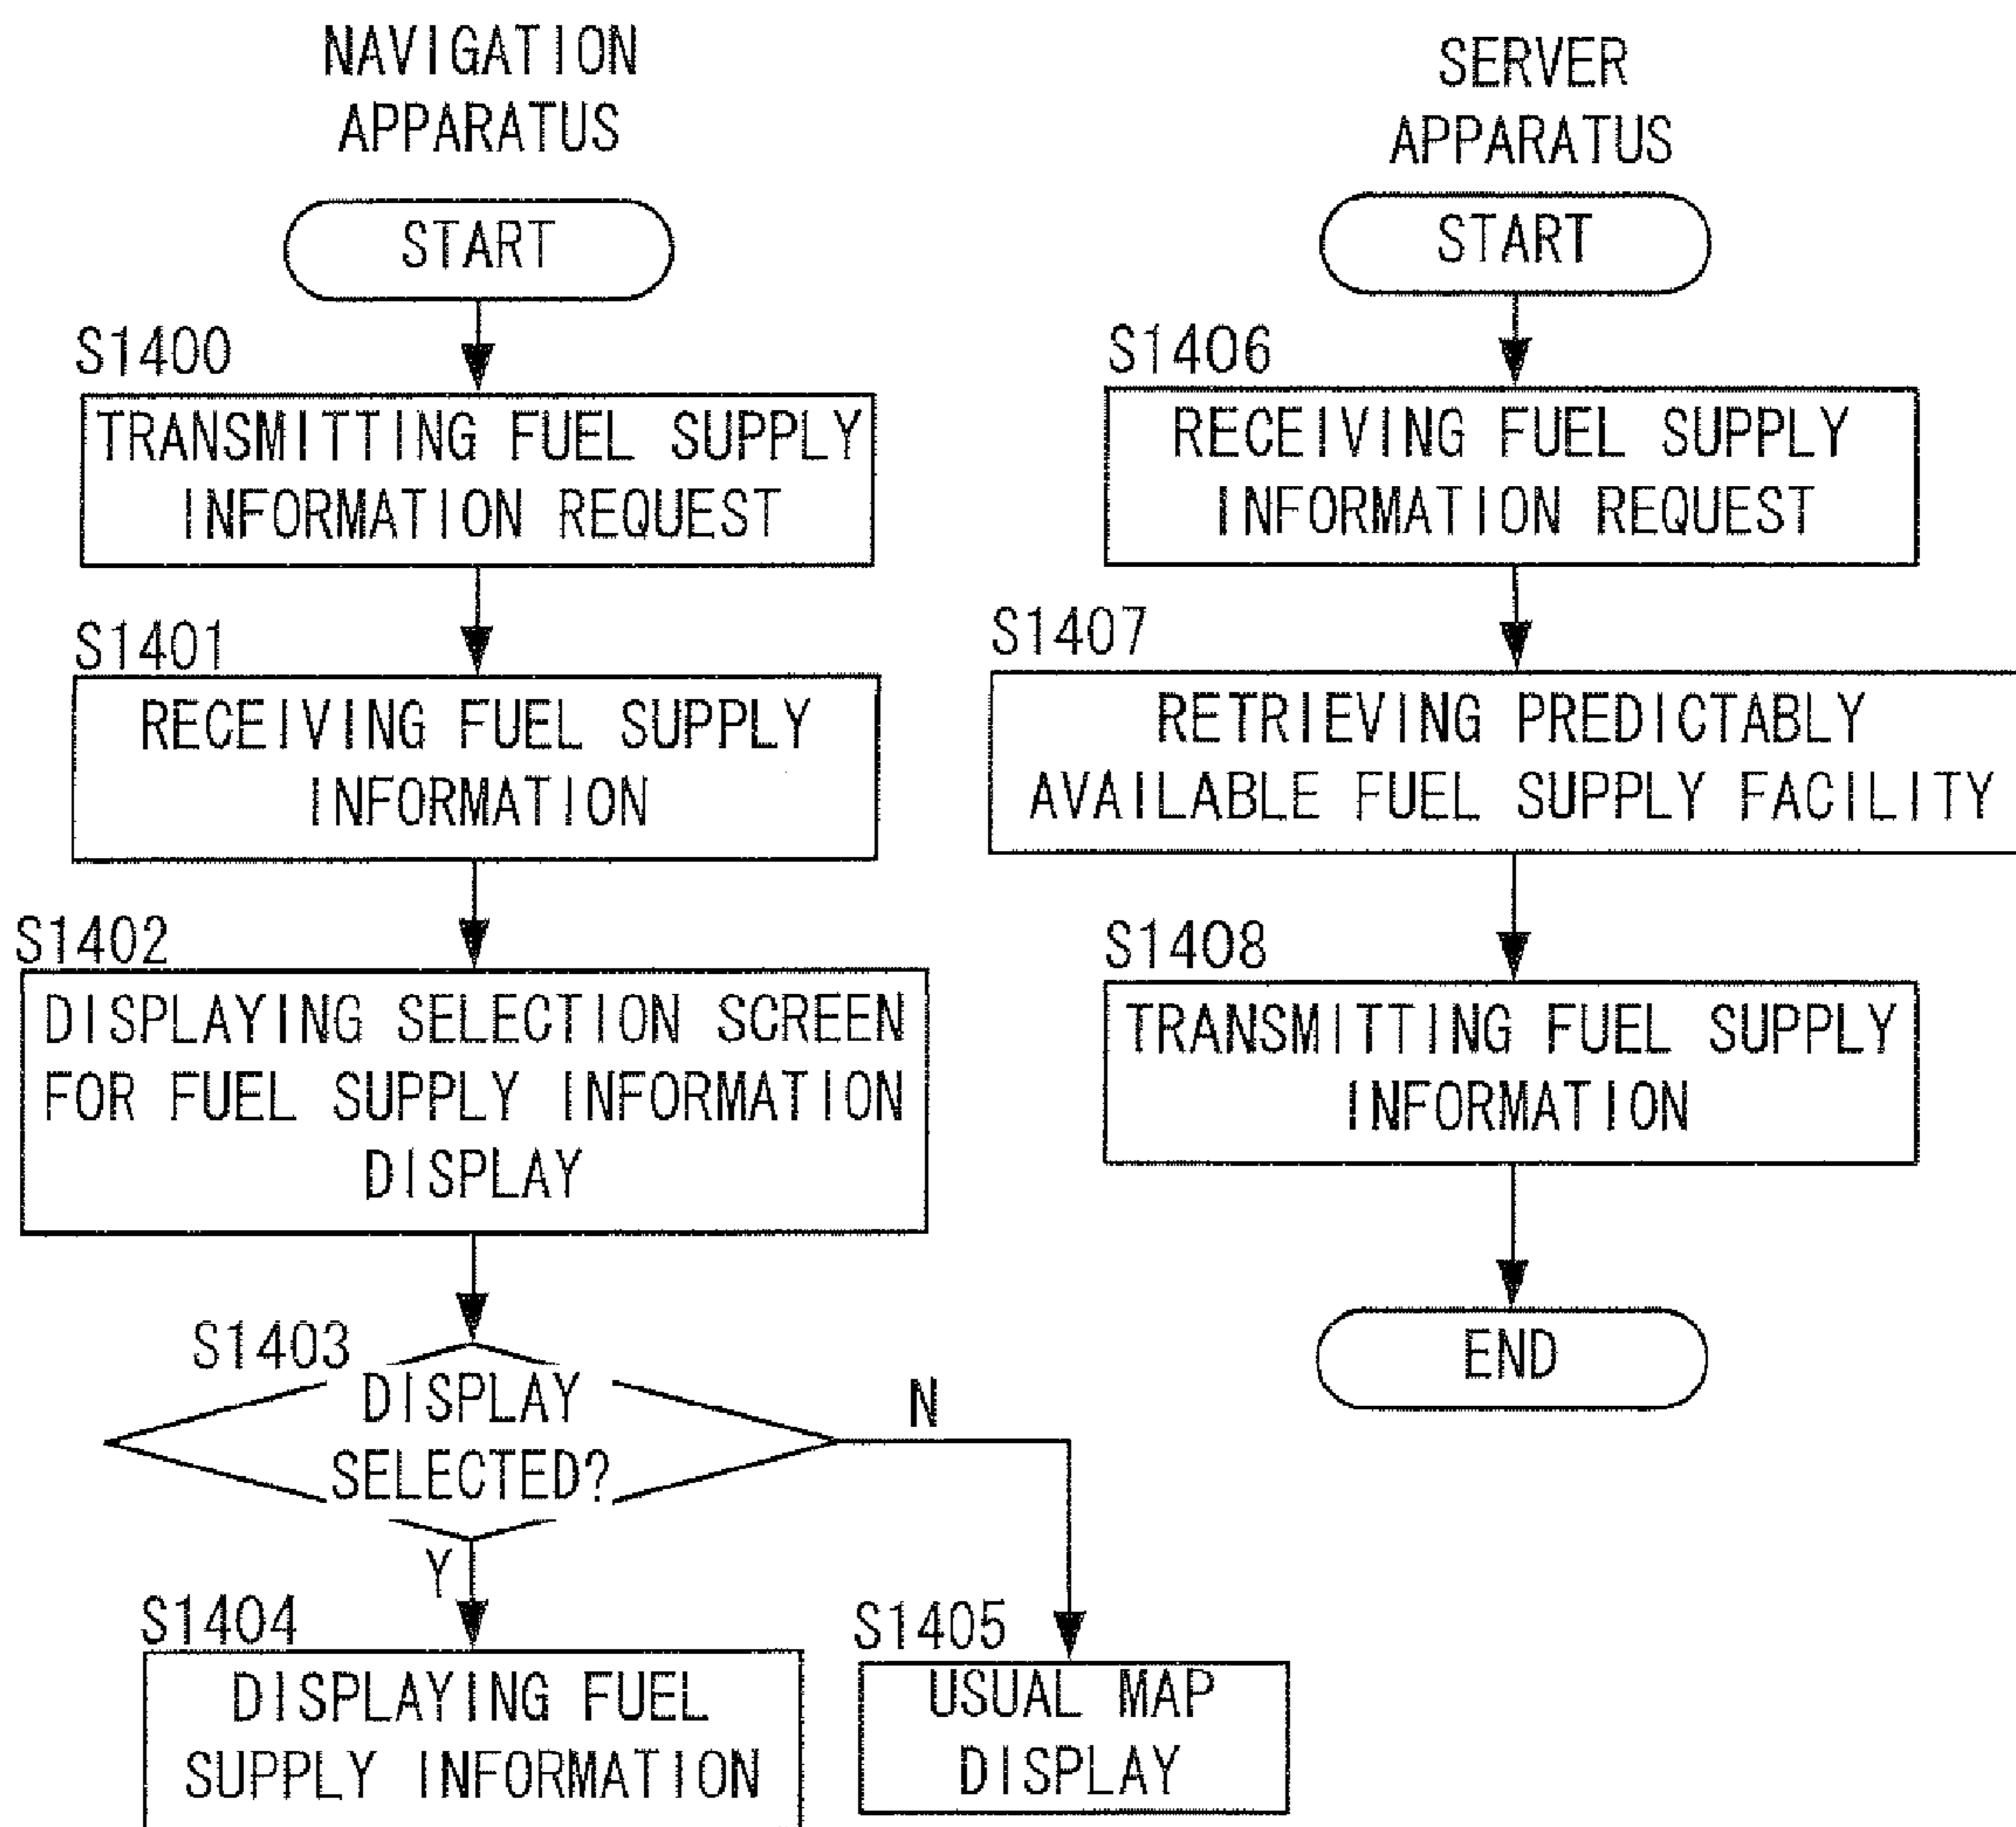 NAVIGATION
APPARATUS
START
S1400
TRANSMITTING FUEL SUPPLY
INFORMATION REQUEST
S1401
RECEIVING FUEL SUPPLY
INFORMATION
S1402
DISPLAYING SELECTION SCREEN
FOR FUEL SUPPLY INFORMATION
DISPLAY
S1403
DISPLAY
SELECTED?
N
Y
S1404
DISPLAYING FUEL
SUPPLY INFORMATION
S1405
USUAL MAP
DISPLAY
SERVER
APPARATUS
START
S1406
RECEIVING FUEL SUPPLY
INFORMATION REQUEST
S1407
RETRIEVING PREDICTABLY
AVAILABLE FUEL SUPPLY FACILITY
S1408
TRANSMITTING FUEL SUPPLY
INFORMATION
END